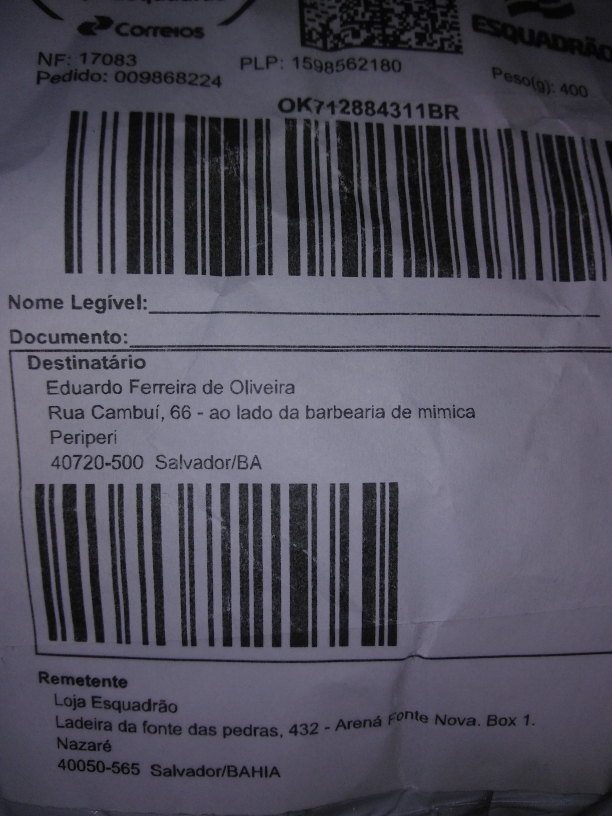 Correios
ESQUADRÃO
NF: 17083
PLP: 1598562180
Pedido: 009868224
Peso(g): 400
OK712884311BR
Nome Legível:
Documento:
Destinatário
Eduardo Ferreira de Oliveira
Rua Cambuí, 66 - ao lado da barbearia de mimica
Periperi
40720-500 Salvador/BA
Remetente
Loja Esquadrão
Ladeira da fonte das pedras, 432 - Arená Fonte Nova. Box 1.
Nazaré
40050-565 Salvador/BAHIA